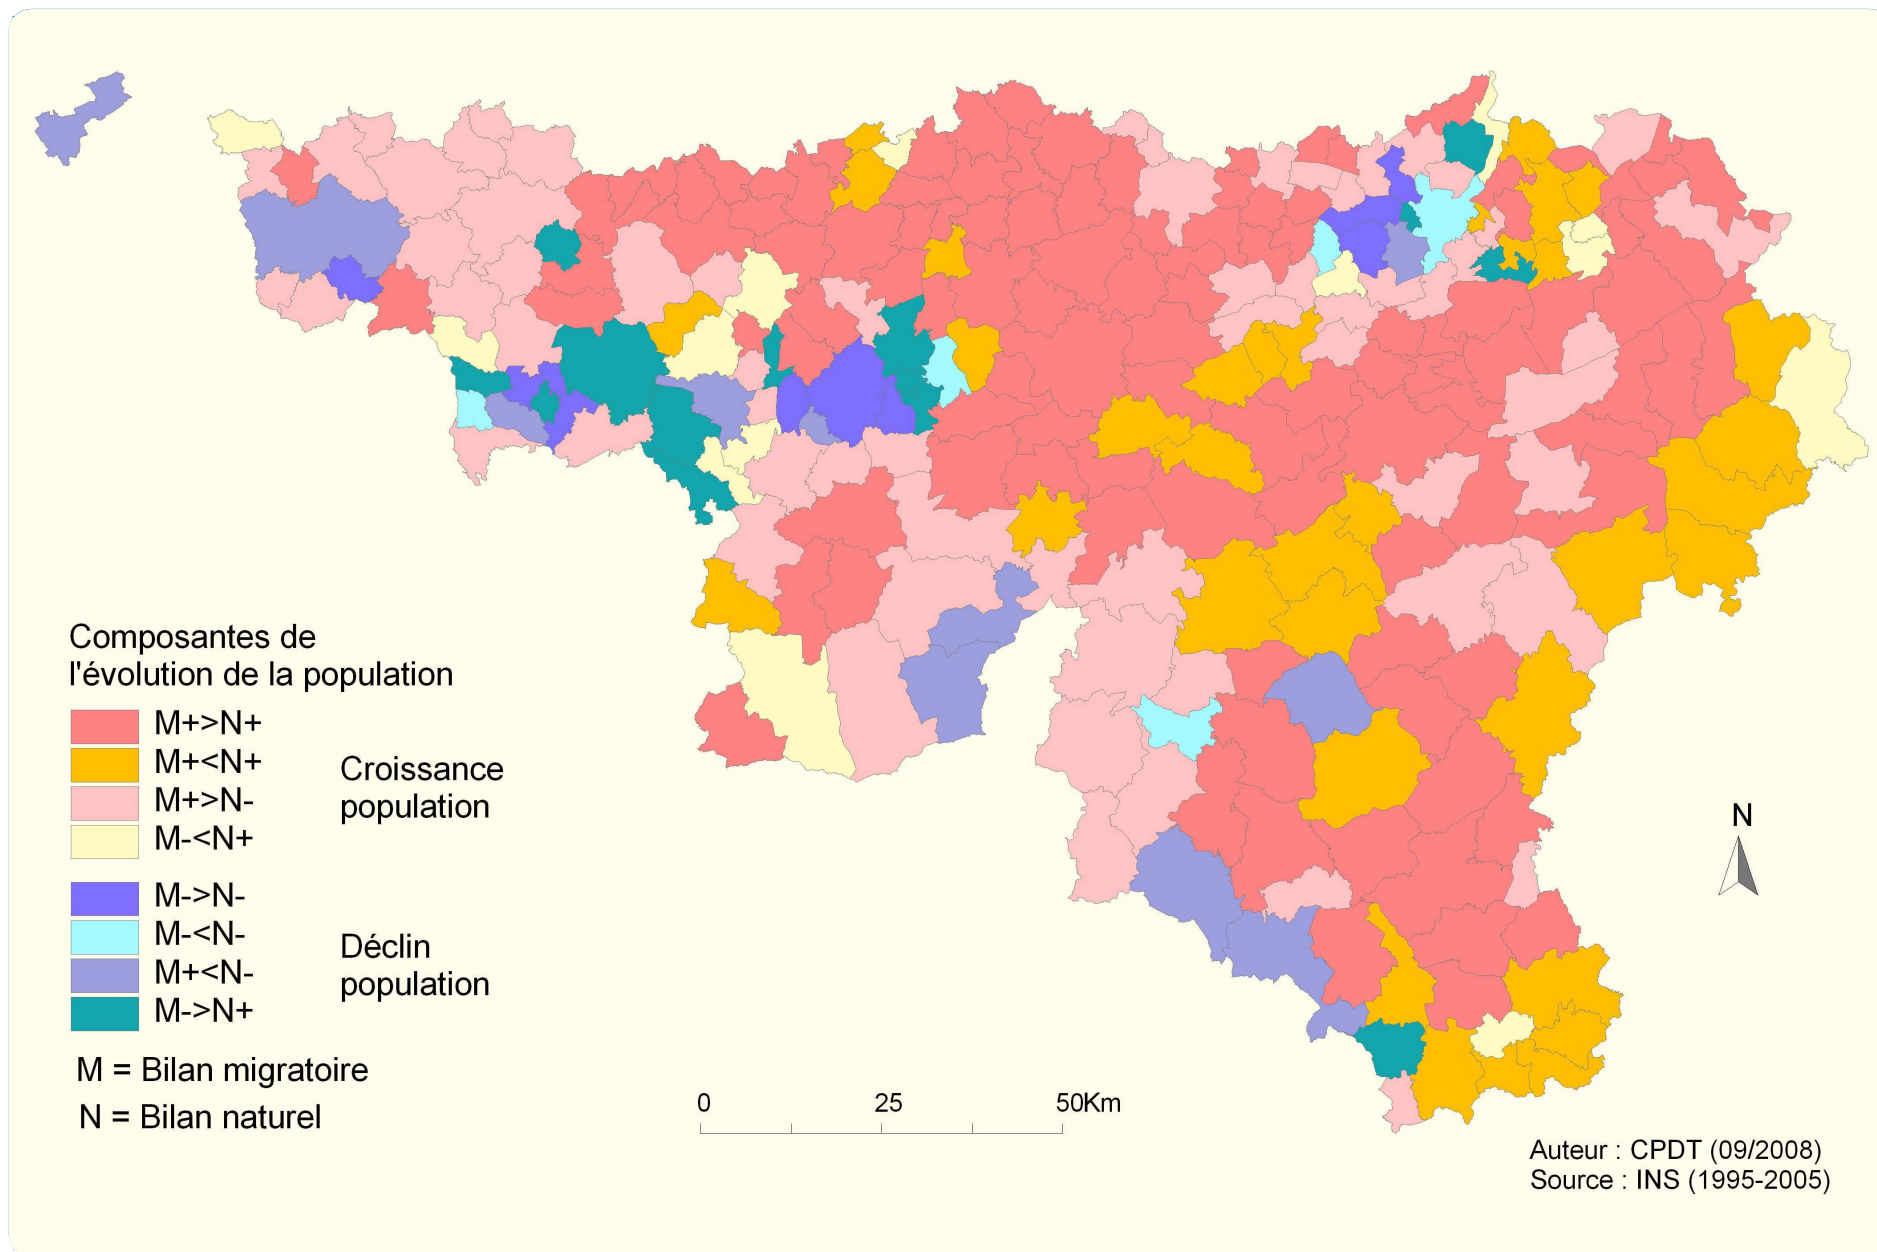 Composantes de
l'évolution de la population
M+>N+
M+<N+
M+>N-
M-<N+
Croissance
population
M->N-
M-<N-
M+<N-
M->N+
Déclin
population
M = Bilan migratoire
N = Bilan naturel
0 25 50Km
N
Auteur : CPDT (09/2008)
Source : INS (1995-2005)